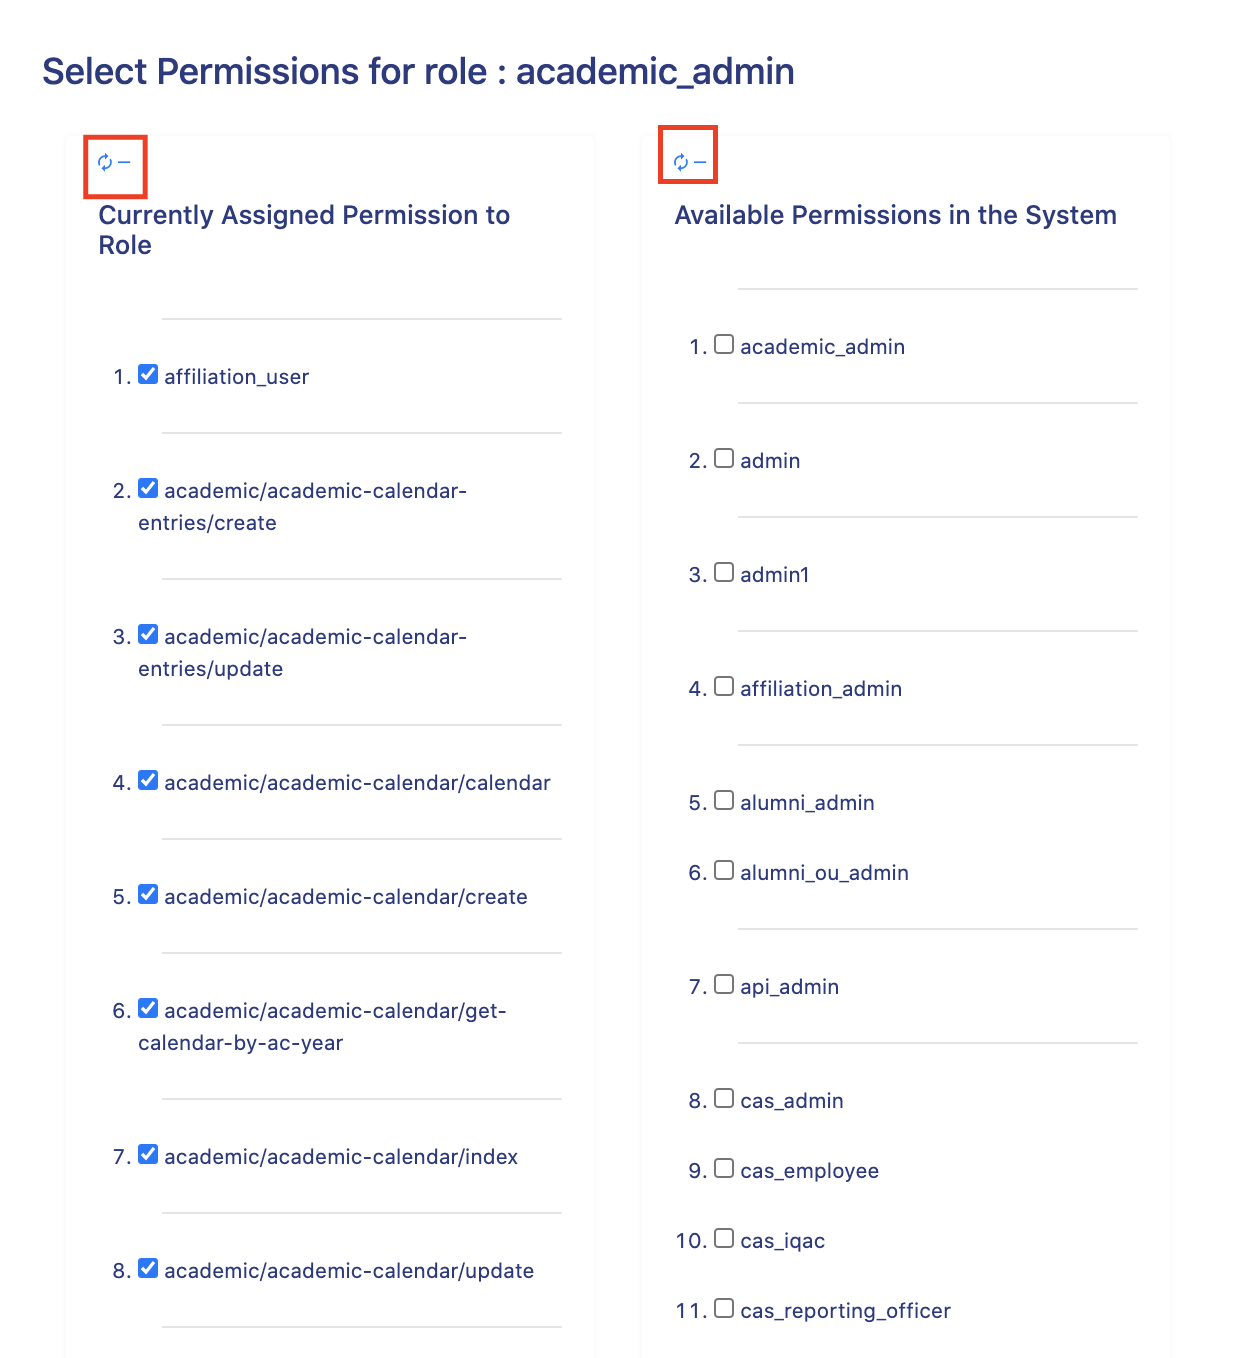 Select Permissions for role : academic_admin
Currently Assigned Permission to
Role
1. affiliation_user
2. academic/academic-calendar-
entries/create
3. academic/academic-calendar-
entries/update
4. academic/academic-calendar/calendar
5. academic/academic-calendar/create
6. academic/academic-calendar/get-
calendar-by-ac-year
7. academic/academic-calendar/index
8. academic/academic-calendar/update
Available Permissions in the System
1. academic_admin
2. admin
3. admin1
4. affiliation_admin
5. alumni_admin
6. alumni_ou_admin
7. api_admin
8. cas_admin
9. cas_employee
10. cas_iqac
11. cas_reporting_officer